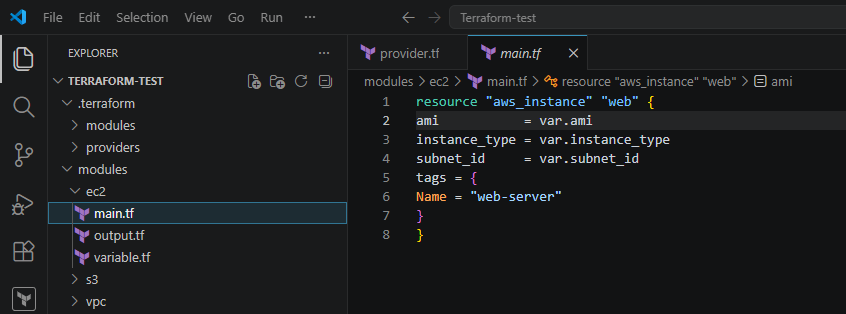 File Edit Selection View Go Run ··· Terraform-test
EXPLORER ···
TERRAFORM-TEST
.terraform
modules
providers
modules
ec2
main.tf
output.tf
variable.tf
s3
vpc
provider.tf main.tf
modules > ec2 > main.tf > resource "aws_instance" "web" > ami
1 resource "aws_instance" "web" {
2 ami           = var.ami
3 instance_type = var.instance_type
4 subnet_id     = var.subnet_id
5 tags = {
6 Name = "web-server"
7 }
8 }